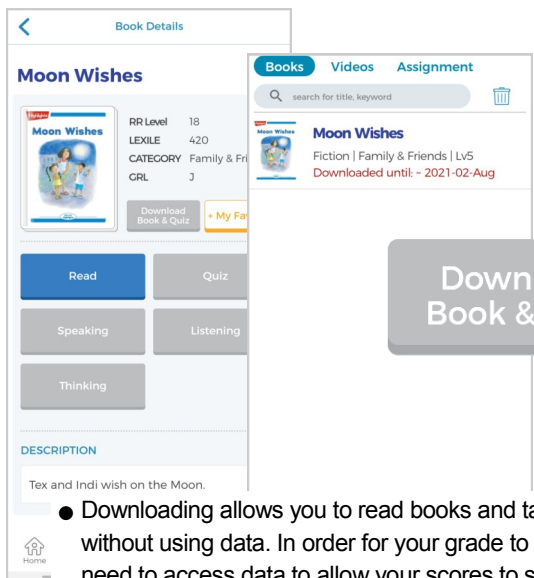 Book Details
Moon Wishes
Moon Wishes
RR Level 18
LEXILE 420
CATEGORY Family & Fri
GRL J
Download
Book & Quiz
+ My Fa
Read
Quiz
Speaking
Listening
Thinking
DESCRIPTION
Tex and Indi wish on the Moon.
Home
Books Videos Assignment
search for title, keyword
Moon Wishes
Moon Wishes
Fiction | Family & Friends | Lv5
Downloaded until: - 2021-02-Aug
Down
Book &
● Downloading allows you to read books and ta
without using data. In order for your grade to
need to access data to allow your scores to s